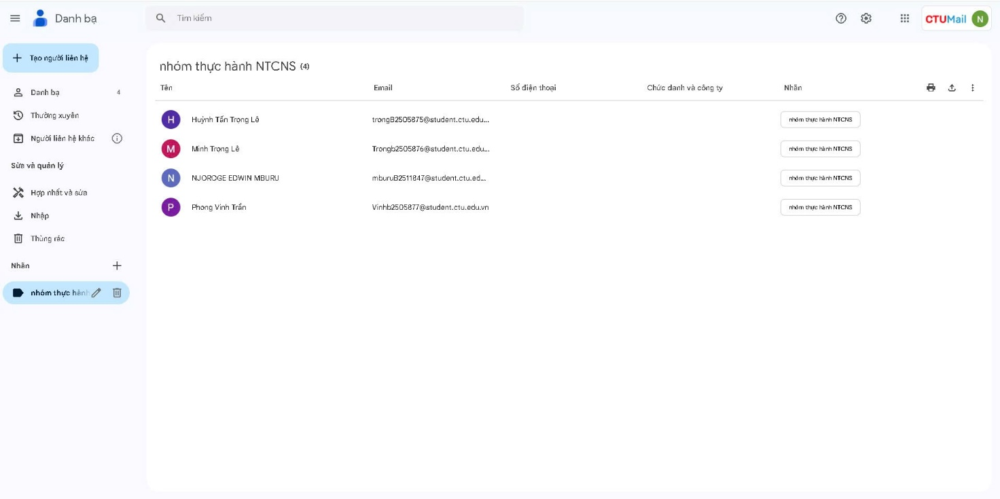 Danh bạ
Tìm kiếm
CTUMail N
Tạo người liên hệ
Danh bạ 4
Thường xuyên
Người liên hệ khác
Sửa và quản lý
Hợp nhất và sửa
Nhập
Thùng rác
Nhãn
nhóm thực hành
nhóm thực hành NTCNS (4)
Tên Email Số điện thoại Chức danh và công ty Nhãn
H Huỳnh Tấn Trọng Lê trongB2505875@student.ctu.edu... nhóm thực hành NTCNS
M Minh Trọng Lê Trongb2505876@student.ctu.edu... nhóm thực hành NTCNS
N NJOROGE EDWIN MBURU mburuB2511847@student.ctu.ed... nhóm thực hành NTCNS
P Phong Vinh Trần Vinhb2505877@student.ctu.edu.vn nhóm thực hành NTCNS